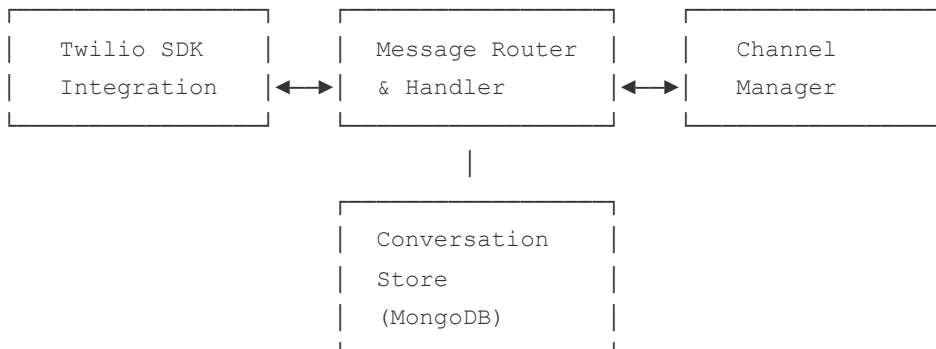 Twilio SDK
Integration
Message Router
& Handler
Channel
Manager
Conversation
Store
(MongoDB)